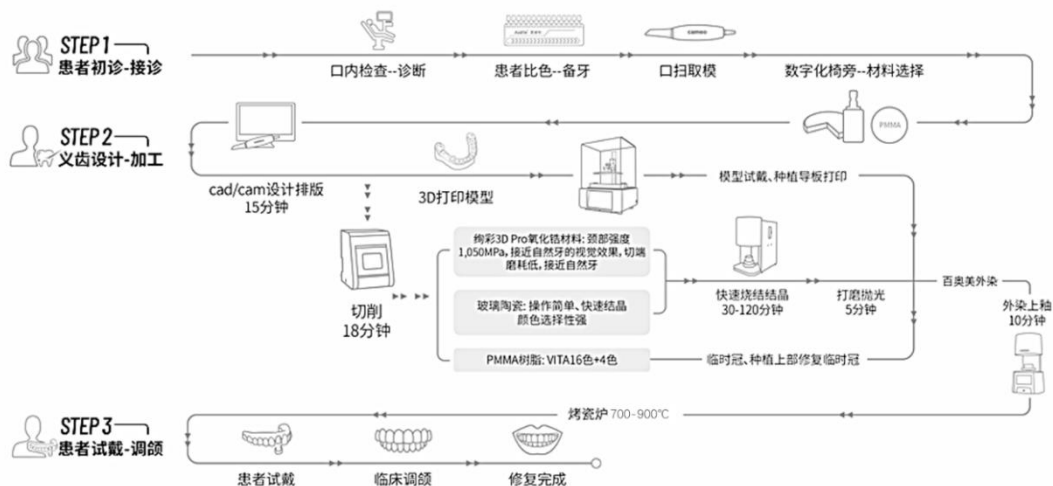 STEP 1
患者初诊-接诊
口内检查--诊断
患者比色--备牙
cameo
口扫取模
数字化椅旁--材料选择
STEP 2
义齿设计-加工
PMMA
cad/cam设计排版
15分钟
3D打印模型
模型试戴、种植导板打印
切削
18分钟
绚彩3D Pro氧化锆材料: 颈部强度
1,050MPa, 接近自然牙的视觉效果, 切端
磨耗低, 接近自然牙
玻璃陶瓷: 操作简单、快速结晶
颜色选择性强
PMMA树脂: VITA16色+4色
快速烧结结晶
30-120分钟
打磨抛光
5分钟
百奥美外染
外染上釉
10分钟
临时冠、种植上部修复临时冠
烤瓷炉 700-900℃
STEP 3
患者试戴-调颌
患者试戴
临床调颌
修复完成